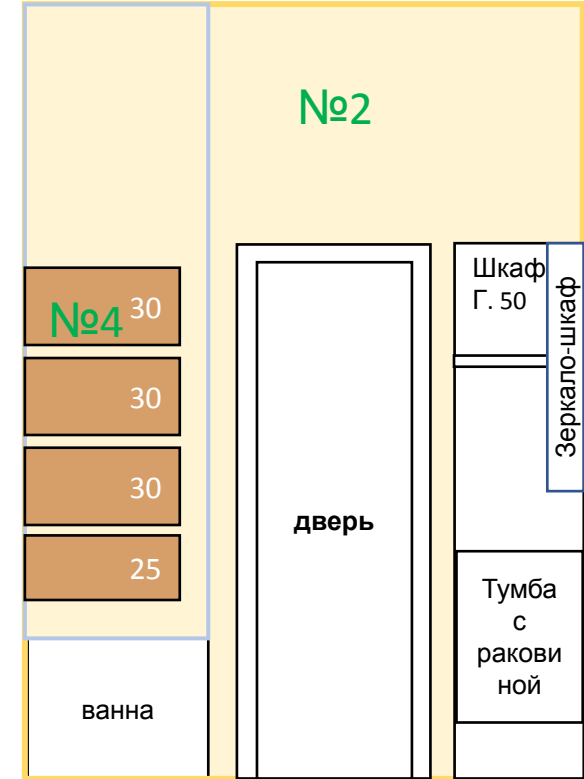 №2
Шкаф
Г. 50
Зеркало-шкаф
№4
30
30
30
25
дверь
Тумба
с
ракови
ной
ванна